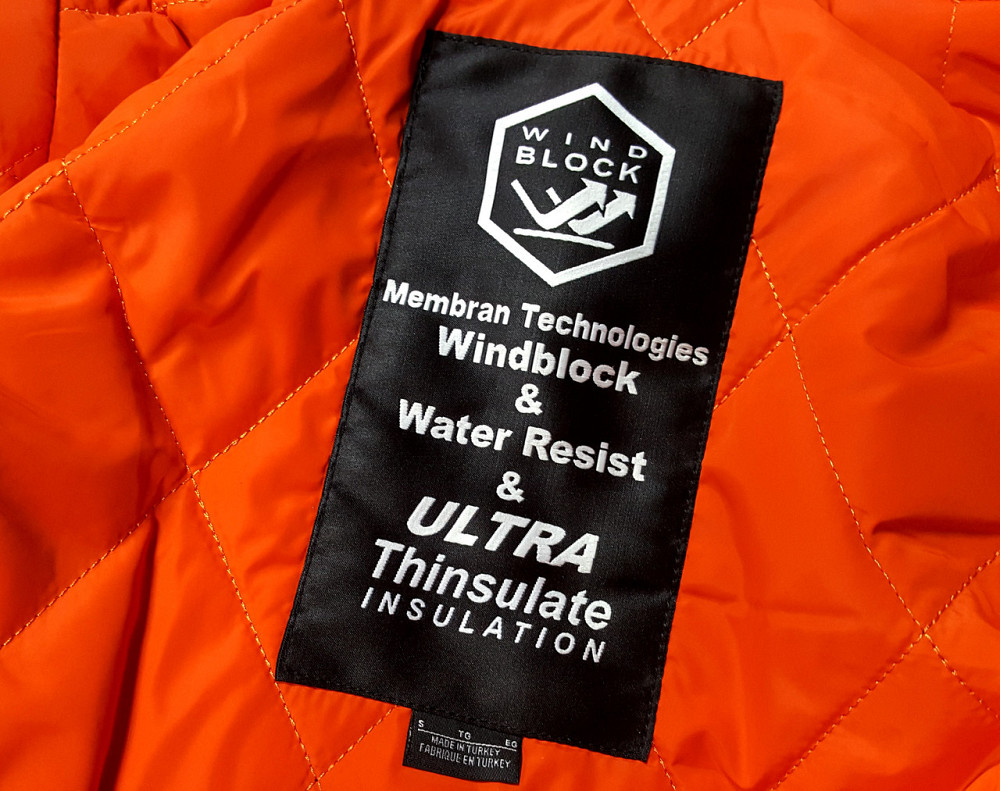 WIND
BLOCK
Membran Technologies
Windblock
&
Water Resist
&
ULTRA
Thinsulate
INSULATION
S TG EG
MADE IN TURKEY
FABRIQUE EN TURKEY